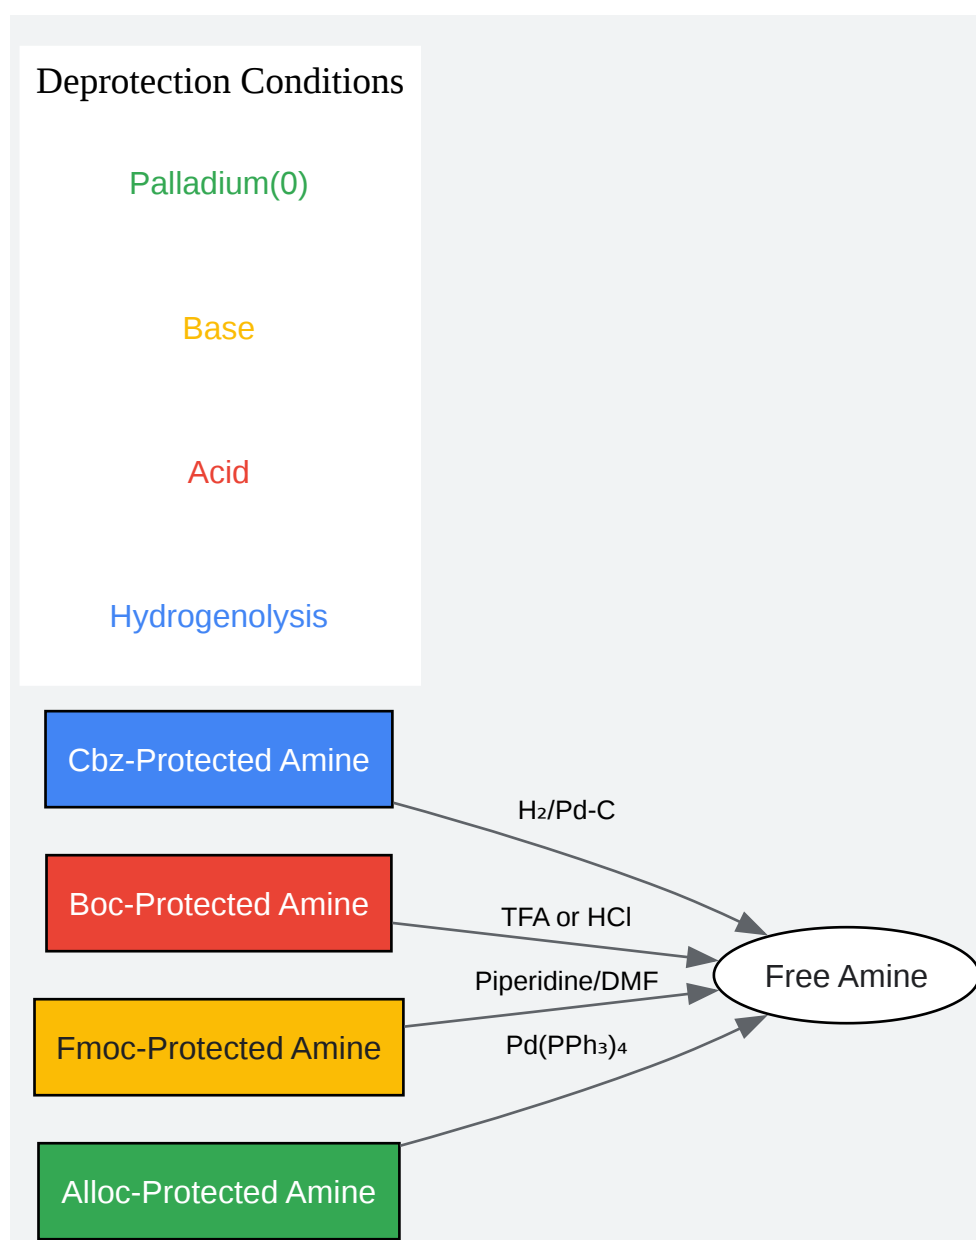 Deprotection Conditions
Palladium(0)
Base
Acid
Hydrogenolysis
Cbz-Protected Amine
H₂/Pd-C
Boc-Protected Amine
TFA or HCl
Free Amine
Piperidine/DMF
Fmoc-Protected Amine
Pd(PPh₃)₄
Alloc-Protected Amine